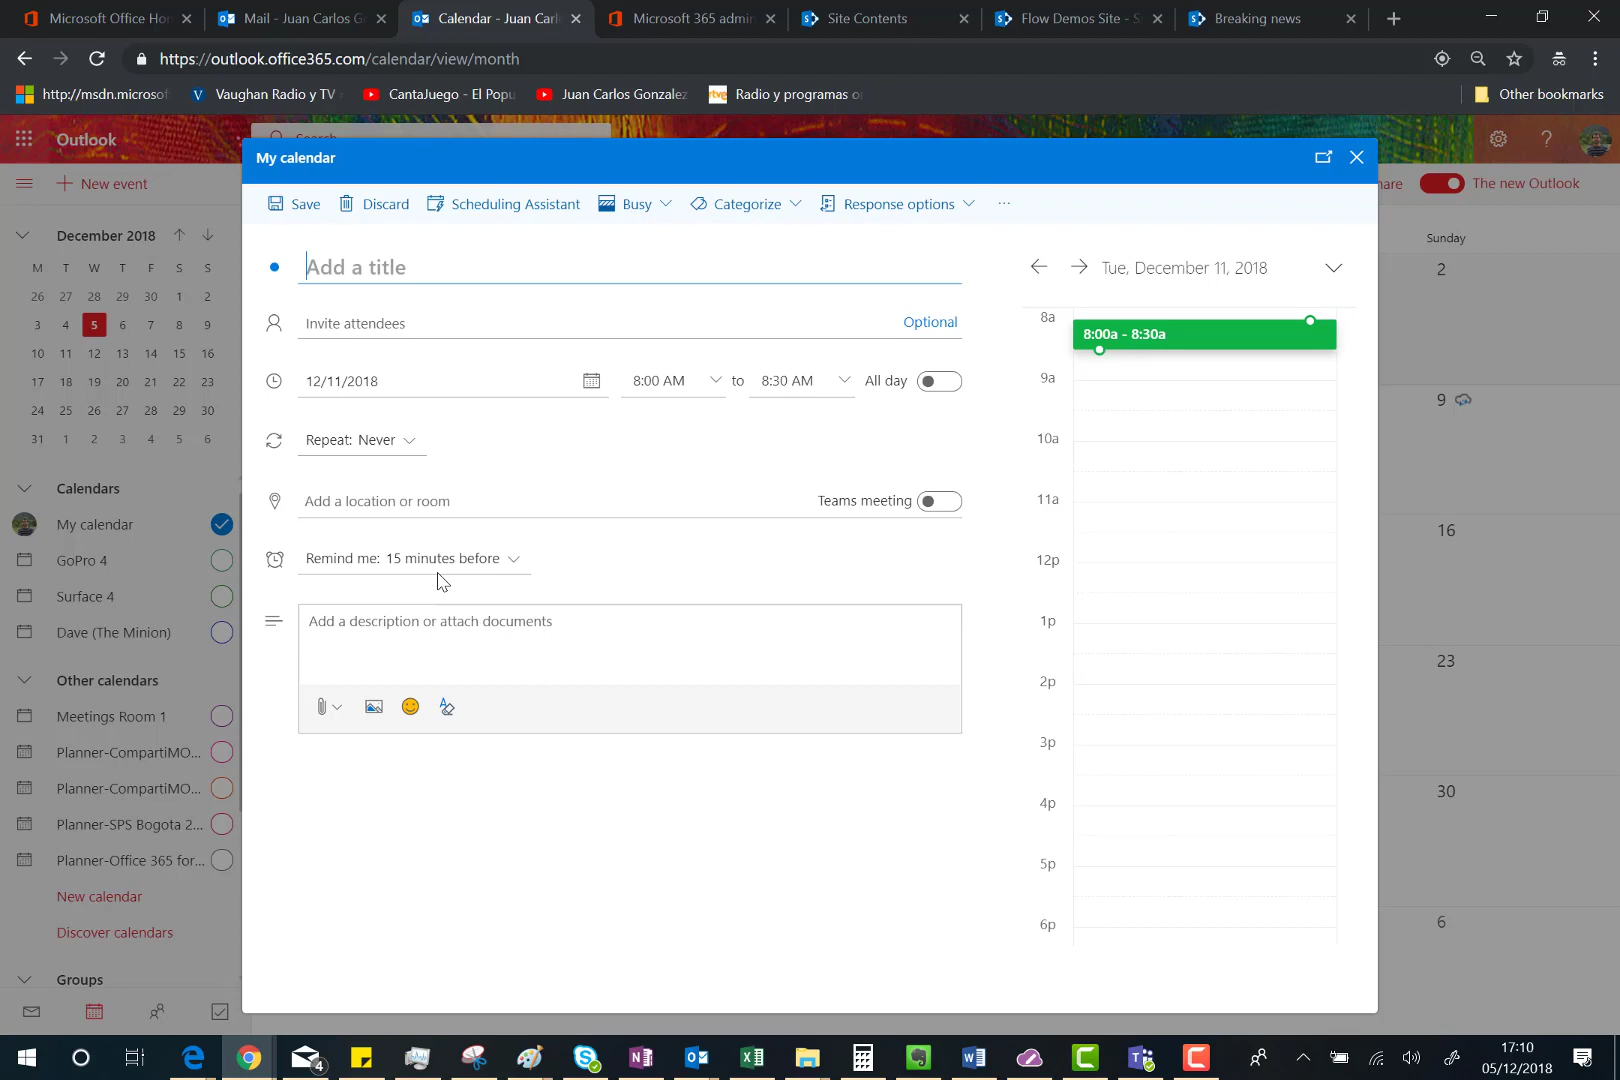 Microsoft Office Ho
Mail - Juan Carlos G
Calendar - Juan Carl
Microsoft 365 admin
Site Contents
Flow Demos Site - S
Breaking news
https://outlook.office365.com/calendar/view/month
http://msdn.microsof
Vaughan Radio y TV
CantaJuego - El Popu
Juan Carlos Gonzalez
Radio y programas o
Other bookmarks
Outlook
Search
New event
hare
The new Outlook
My calendar
Save
Discard
Scheduling Assistant
Busy
Categorize
Response options
December 2018
M T W T F S S
26 27 28 29 30 1 2
3 4 5 6 7 8 9
10 11 12 13 14 15 16
17 18 19 20 21 22 23
24 25 26 27 28 29 30
31 1 2 3 4 5 6
Calendars
My calendar
GoPro 4
Surface 4
Dave (The Minion)
Other calendars
Meetings Room 1
Planner-CompartiMO...
Planner-CompartiMO...
Planner-SPS Bogota 2...
Planner-Office 365 for...
New calendar
Discover calendars
Groups
Add a title
Invite attendees
Optional
12/11/2018
8:00 AM
to
8:30 AM
All day
Repeat: Never
Add a location or room
Teams meeting
Remind me: 15 minutes before
Add a description or attach documents
Tue, December 11, 2018
8a
8:00a - 8:30a
9a
10a
11a
12p
1p
2p
3p
4p
5p
6p
Sunday
2
9
16
23
30
6
4
17:10
05/12/2018